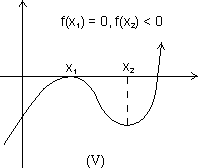 f(x₁) = 0, f(x₂) < 0
x₁ x₂
(V)